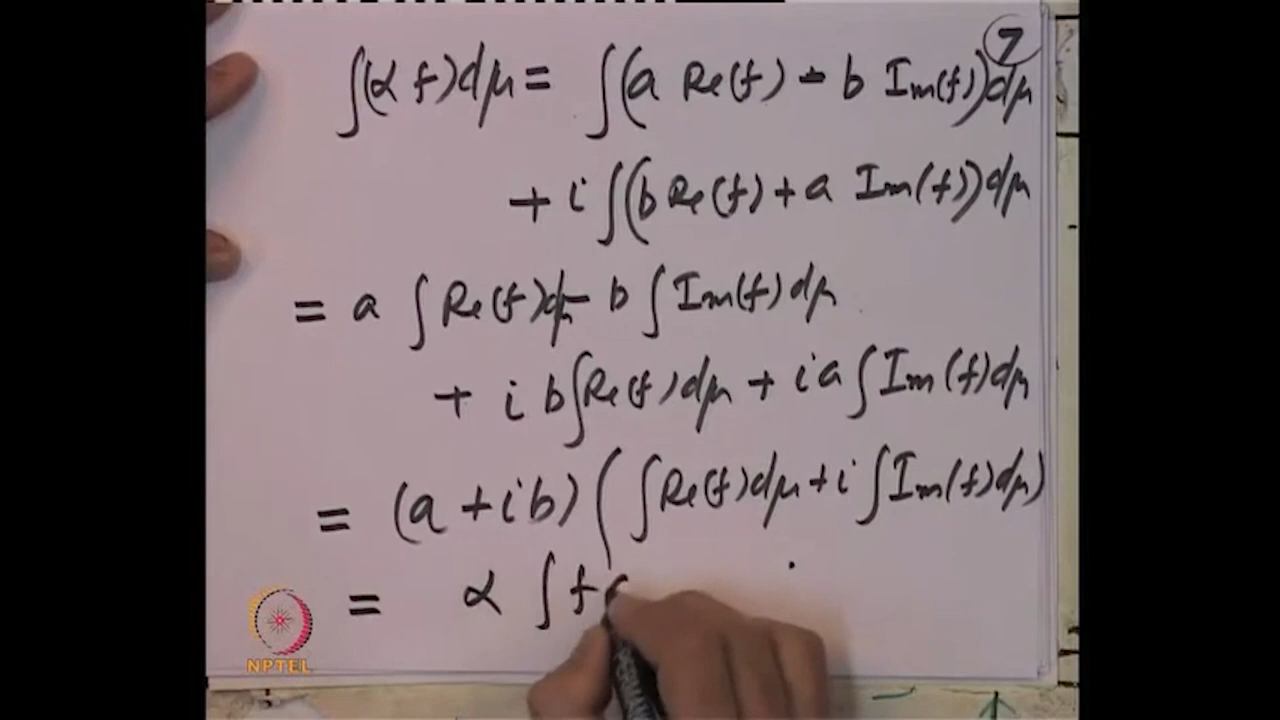 7
∫(α f)dμ = ∫(a Re(f) - b Im(f))dμ
+ i ∫(b Re(f) + a Im(f))dμ
= a ∫Re(f)dμ - b ∫Im(f)dμ
+ i b∫Re(f)dμ + i a ∫Im(f)dμ
= (a + i b) (∫Re(f)dμ + i ∫Im(f)dμ)
= α ∫ f
NPTEL
PERMAN